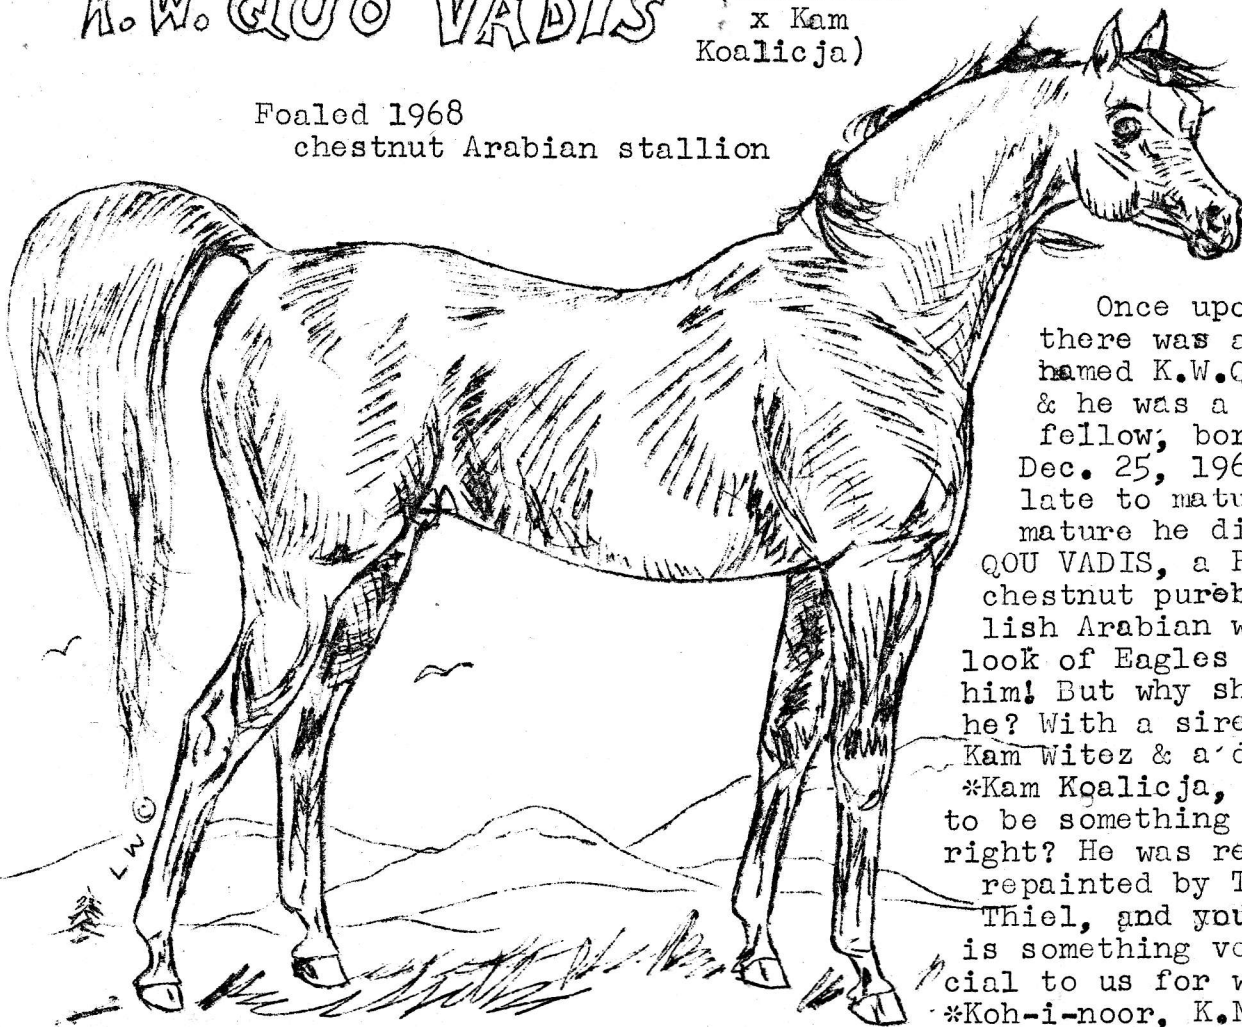 K.W. QUO VADIS
x Kam
Koalicja)
Foaled 1968
chestnut Arabian stallion
Once upo
there was a
hamed K.W.Q
& he was a
fellow, bor
Dec. 25, 196
late to matu
mature he di
QOU VADIS, a P
chestnut pureb
lish Arabian w
look of Eagles
him! But why sh
he? With a sire
Kam Witez & a d
*Kam Koalicja,
to be something
right? He was re
repainted by T
Thiel, and you
is something ve
cial to us for w
*Koh-i-noor, K.M
LW ©